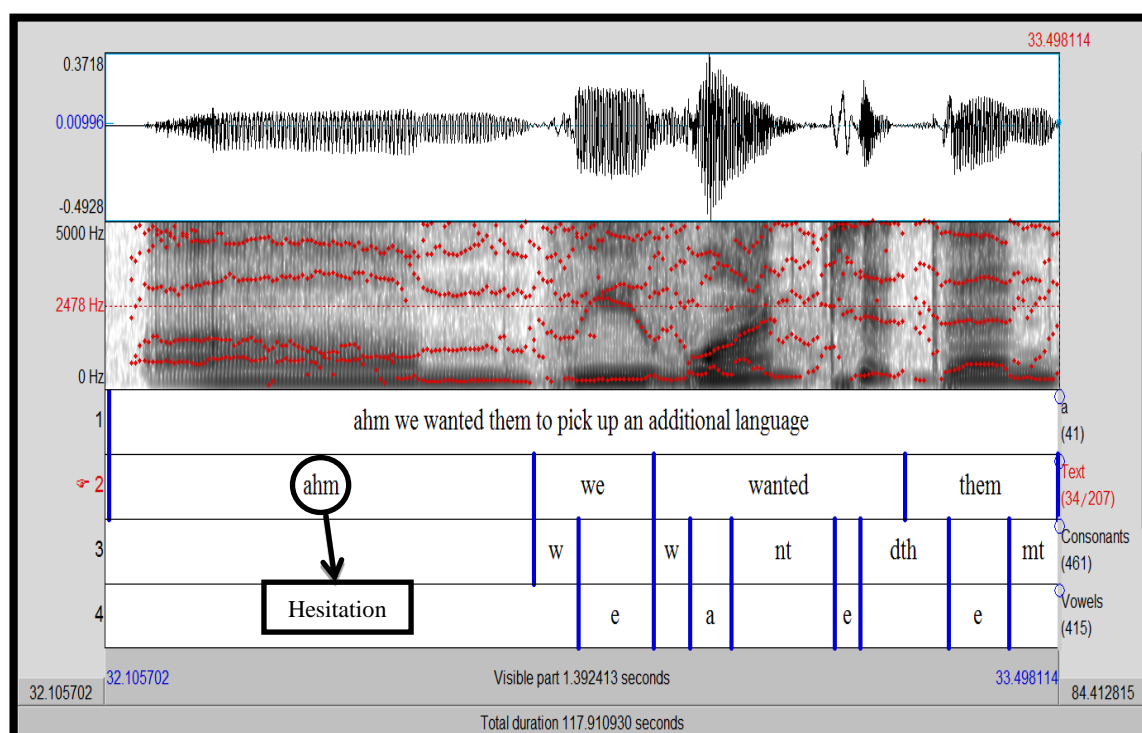 33.498114
0.3718
0.00996
-0.4928
5000 Hz
2478 Hz
0 Hz
1 ahm we wanted them to pick up an additional language a (41)
2 ahm we wanted them Text (34/207)
3 w w nt dth mt Consonants (461)
Hesitation
4 e a e e Vowels (415)
32.105702 Visible part 1.392413 seconds 33.498114
32.105702 84.412815
Total duration 117.910930 seconds